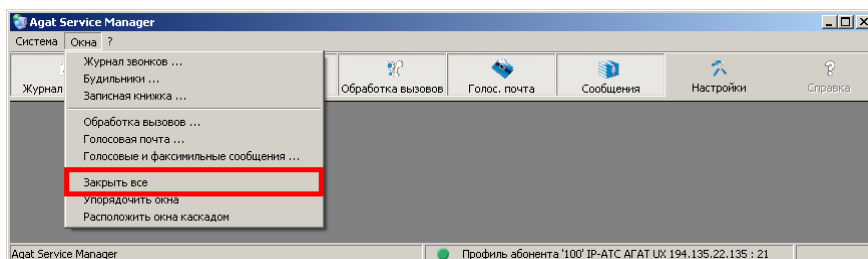 Agat Service Manager
Система Окна ?
Журнал звонков ...
Будильники ...
Записная книжка ...
Обработка вызовов ...
Голосовая почта ...
Голосовые и факсимильные сообщения ...
Закрыть все
Упорядочить окна
Расположить окна каскадом
Журнал Обработка вызовов Голос. почта Сообщения Настройки Справка
Agat Service Manager Профиль абонента '100' IP-АТС АГАТ UX 194.135.22.135 : 21